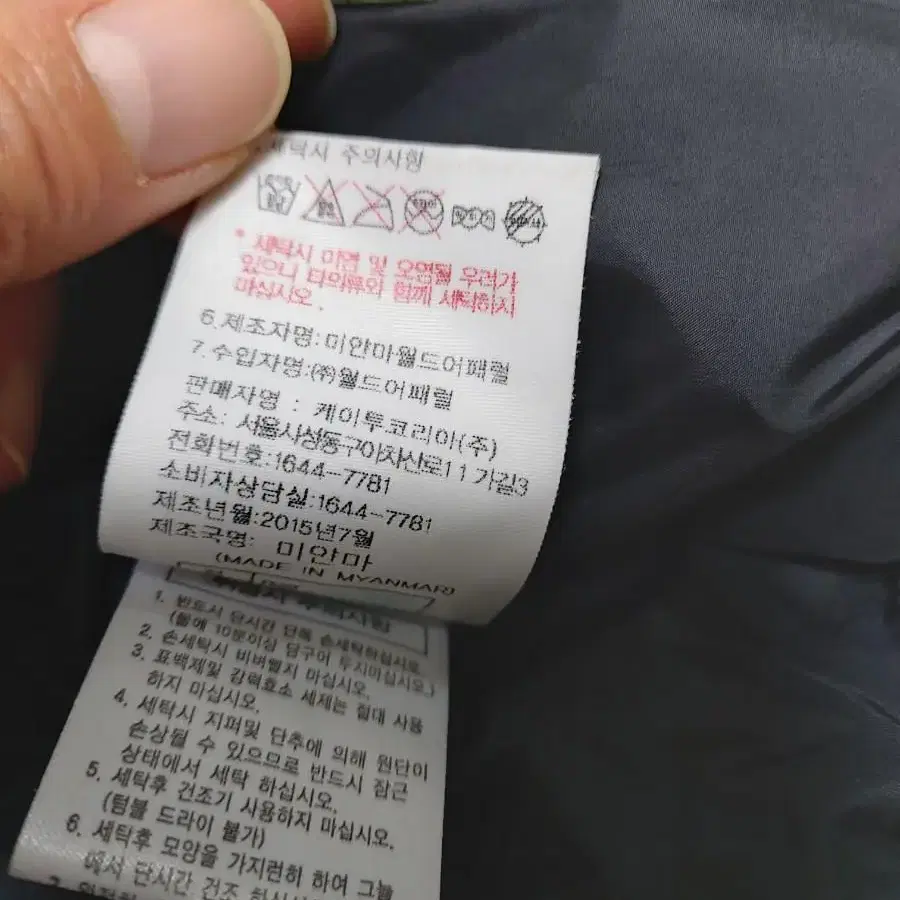 세탁시 주의사항
* 세탁시 이염 및 오염될 우려가
있으니 타의류와 함께 세탁하지
마십시오.
6.제조자명:미얀마월드어패럴
7.수입자명:(주)월드어패럴
판매자명 : 케이투코리아(주)
주소: 서울시성동구아차산로11가길3
전화번호:1644-7781
소비자상담실:1644-7781
제조년월:2015년7월
제조국명: 미얀마
(MADE IN MYANMAR)
1. 반드시 단시간 단독 손세탁하십시오.
(물에 10분이상 담구어 두시마십시오.)
2. 손세탁시 비벼빨지 마십시오.
3. 표백제및 강력효소 세제는 절대 사용
하지 마십시오.
4. 세탁시 지퍼및 단추에 의해 원단이
손상될 수 있으므로 반드시 잠근
상태에서 세탁 하십시오.
5. 세탁후 건조기 사용하지 마십시오.
(텀블 드라이 불가)
6. 세탁후 모양을 가지런히 하여 그늘
에서 단시간 건조